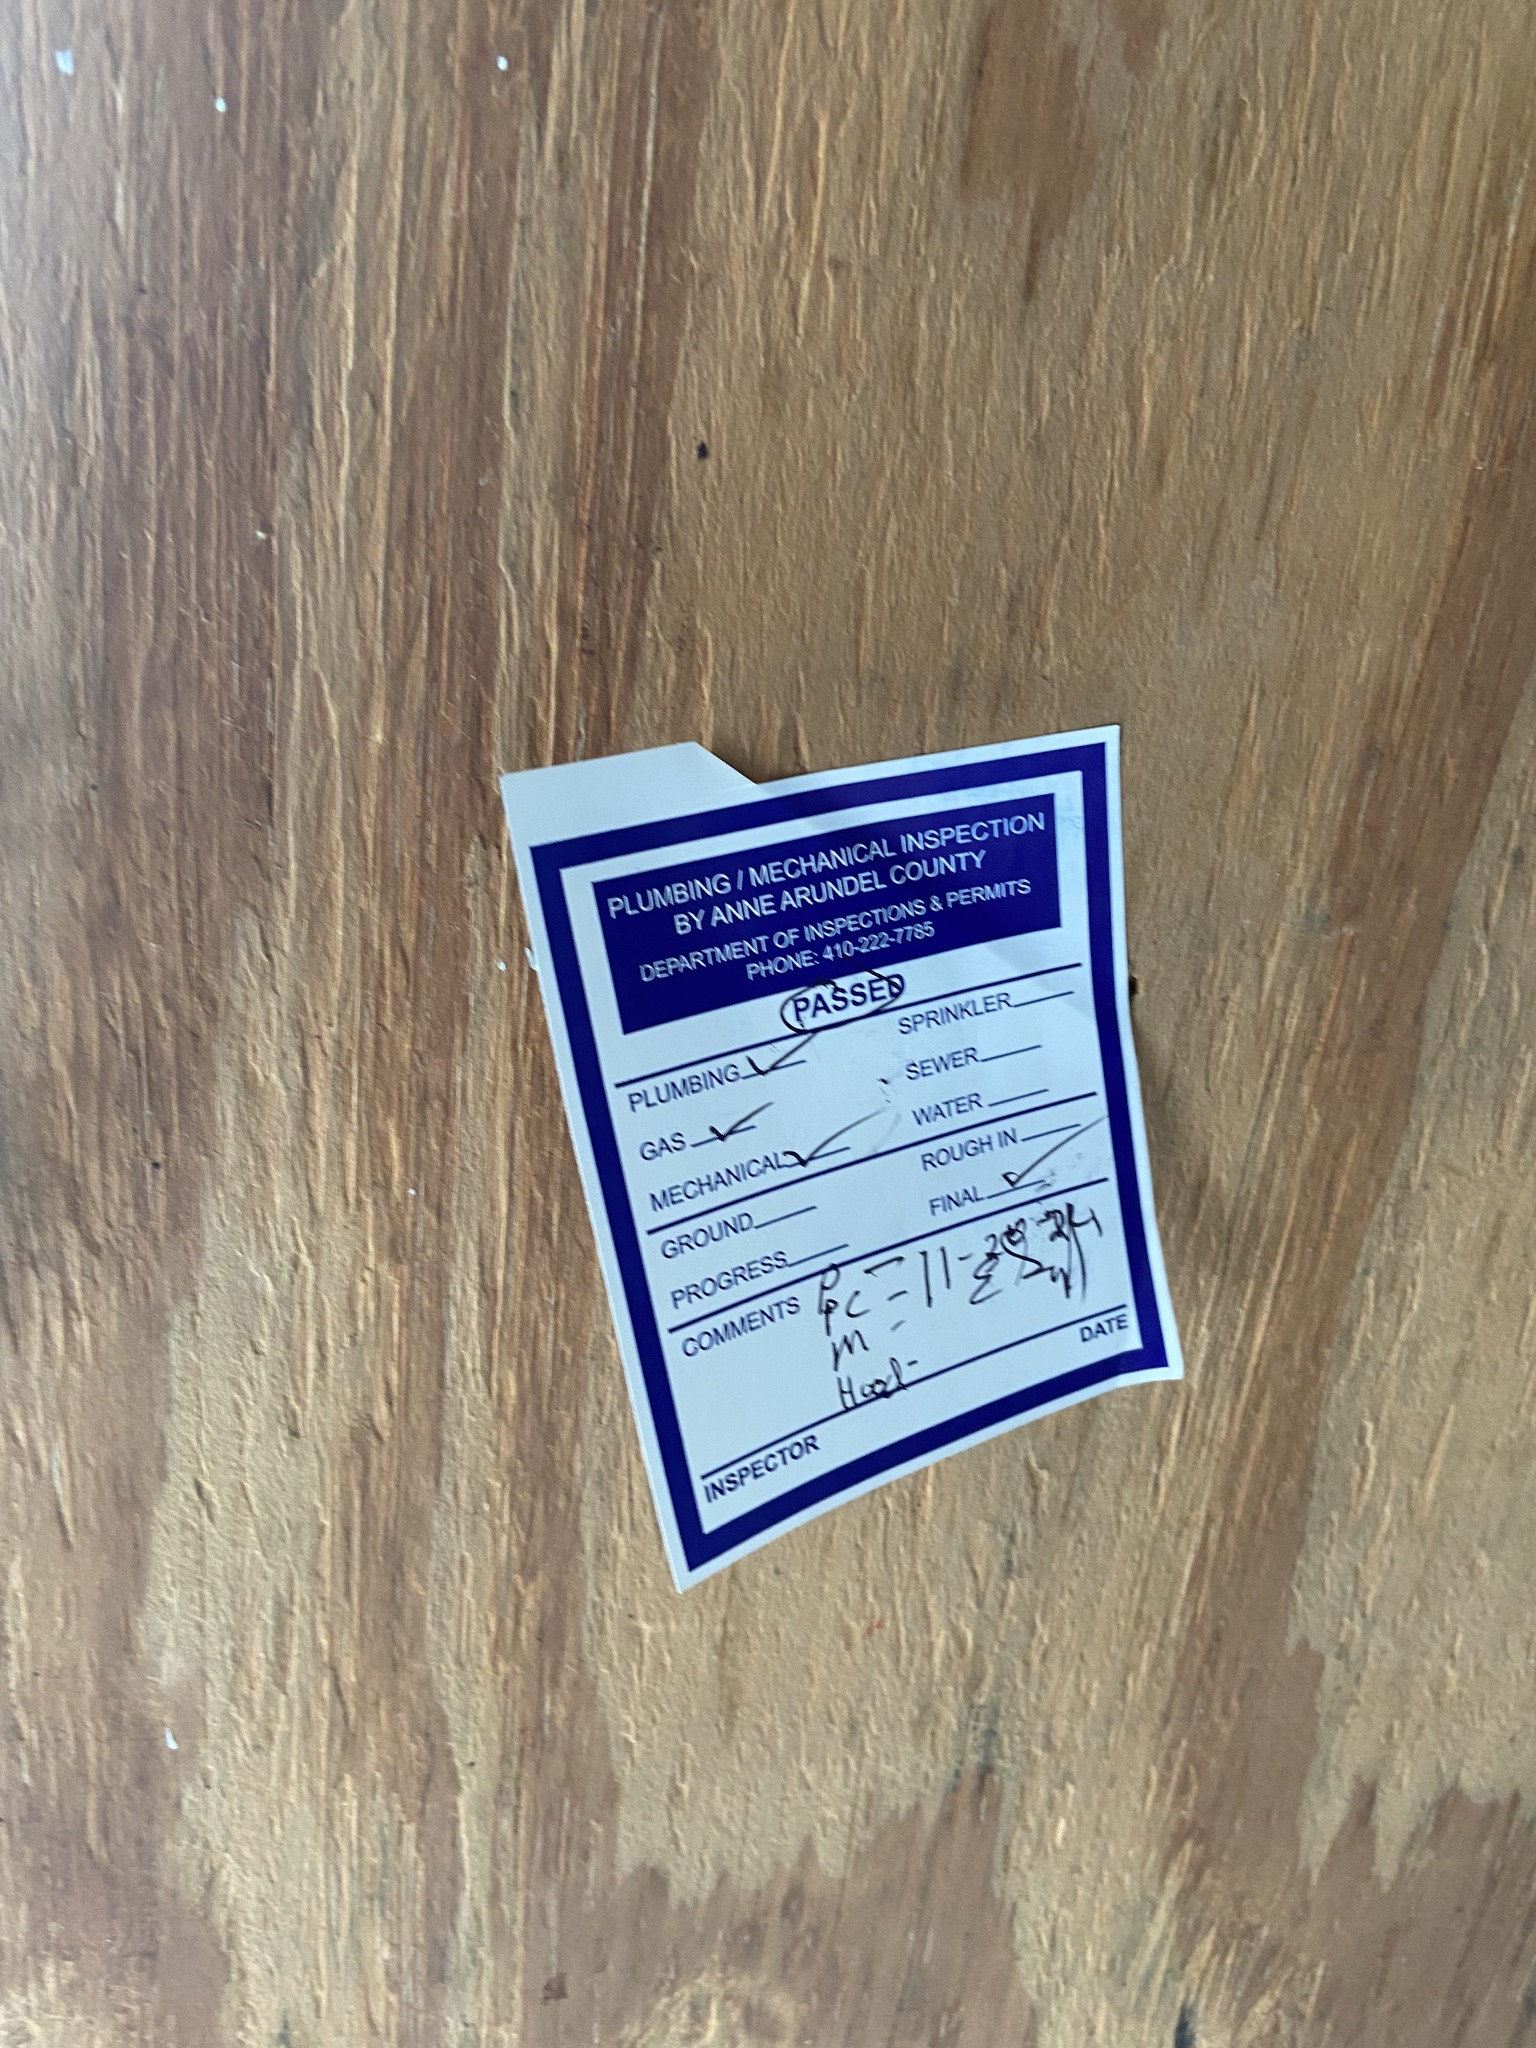 PLUMBING / MECHANICAL INSPECTION
BY ANNE ARUNDEL COUNTY
DEPARTMENT OF INSPECTIONS & PERMITS
PHONE: 410-222-7785
PASSED
PLUMBING ✓
SPRINKLER
GAS ✓
SEWER
MECHANICAL ✓
WATER
GROUND
ROUGH IN
PROGRESS
FINAL ✓
COMMENTS
M -
Hood-
INSPECTOR
DATE